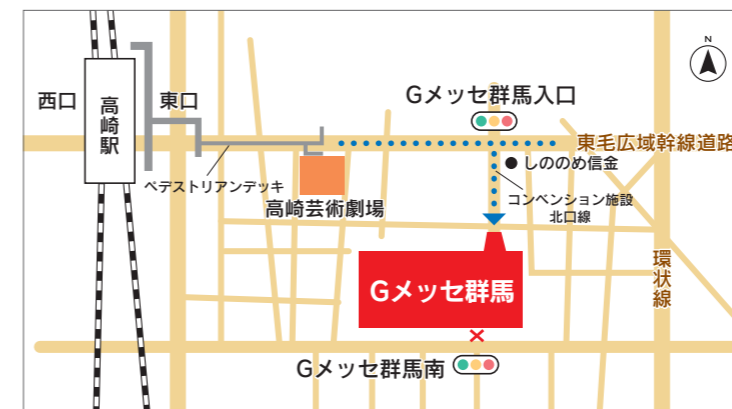 N
Gメッセ群馬入口
西口
高崎駅
東口
東毛広域幹線道路
しののめ信金
ペデストリアンデッキ
コンベンション施設
北口線
高崎芸術劇場
環状線
Gメッセ群馬
Gメッセ群馬南